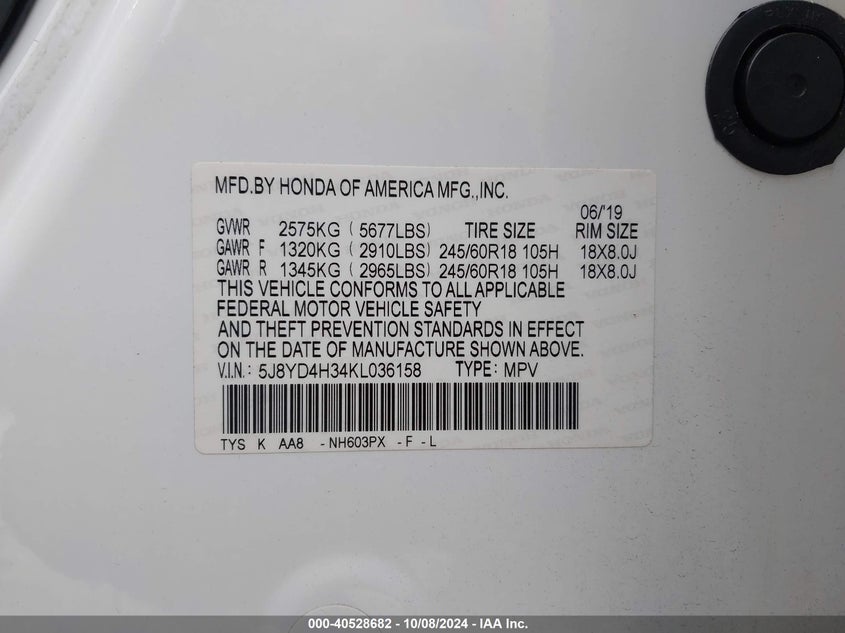 MFD.BY HONDA OF AMERICA MFG.,INC.
06/'19
GVWR 2575KG ( 5677LBS) TIRE SIZE RIM SIZE
GAWR F 1320KG ( 2910LBS) 245/60R18 105H 18X8.0J
GAWR R 1345KG ( 2965LBS) 245/60R18 105H 18X8.0J
THIS VEHICLE CONFORMS TO ALL APPLICABLE
FEDERAL MOTOR VEHICLE SAFETY
AND THEFT PREVENTION STANDARDS IN EFFECT
ON THE DATE OF MANUFACTURE SHOWN ABOVE.
V.I.N.: 5J8YD4H34KL036158 TYPE: MPV
TYS K AA8 -NH603PX -F -L
000-40528682 - 10/08/2024 - IAA Inc.